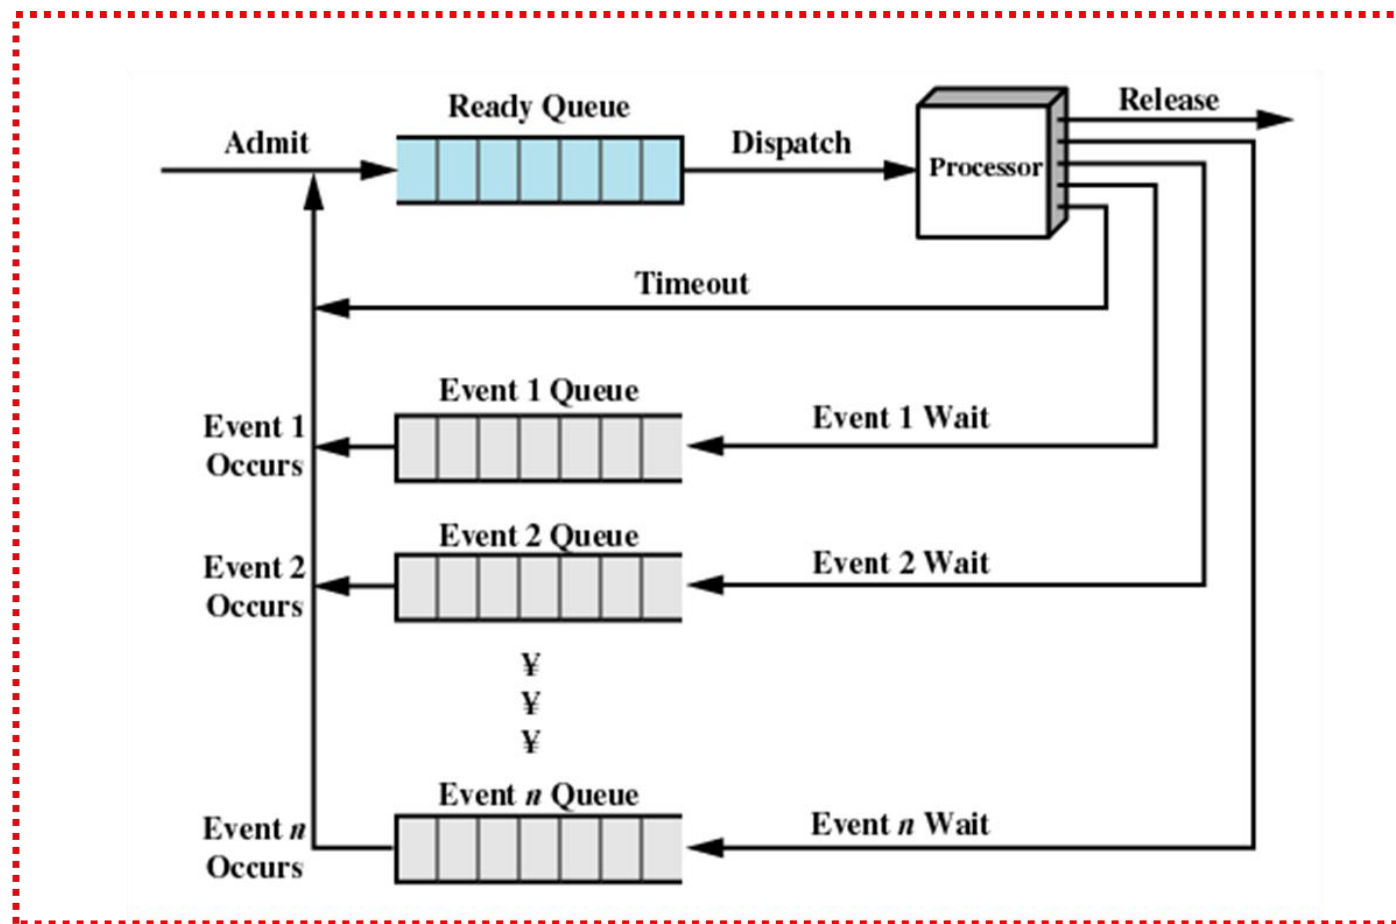 Ready Queue
Admit
Dispatch
Processor
Release
Timeout
Event 1 Queue
Event 1
Occurs
Event 1 Wait
Event 2 Queue
Event 2
Occurs
Event 2 Wait
¥
¥
¥
Event n Queue
Event n
Occurs
Event n Wait